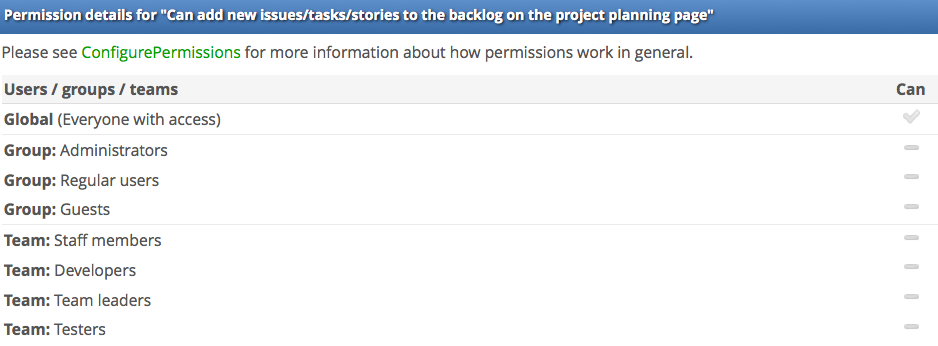 Permission details for "Can add new issues/tasks/stories to the backlog on the project planning page"
Please see ConfigurePermissions for more information about how permissions work in general.
Users / groups / teams Can
Global (Everyone with access)
Group: Administrators
Group: Regular users
Group: Guests
Team: Staff members
Team: Developers
Team: Team leaders
Team: Testers